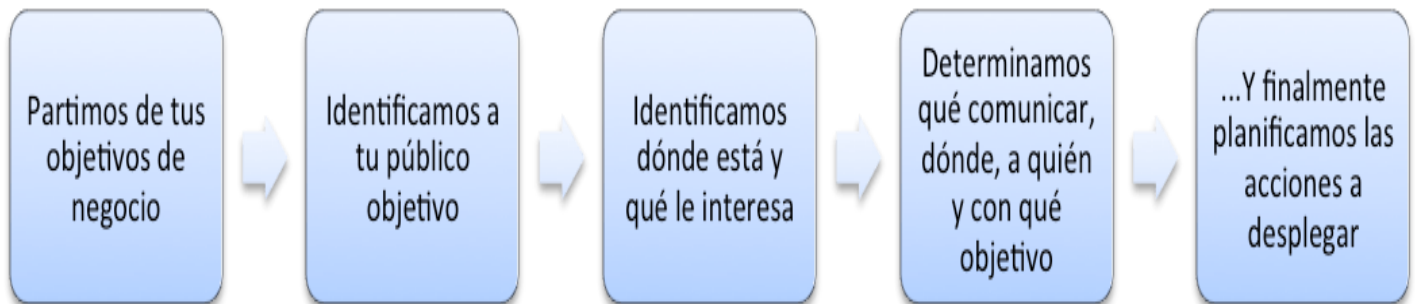 Partimos de tus
objetivos de
negocio
Identificamos a
tu público
objetivo
Identificamos
dónde está y
qué le interesa
Determinamos
qué comunicar,
dónde, a quién
y con qué
objetivo
...Y finalmente
planificamos las
acciones a
desplegar